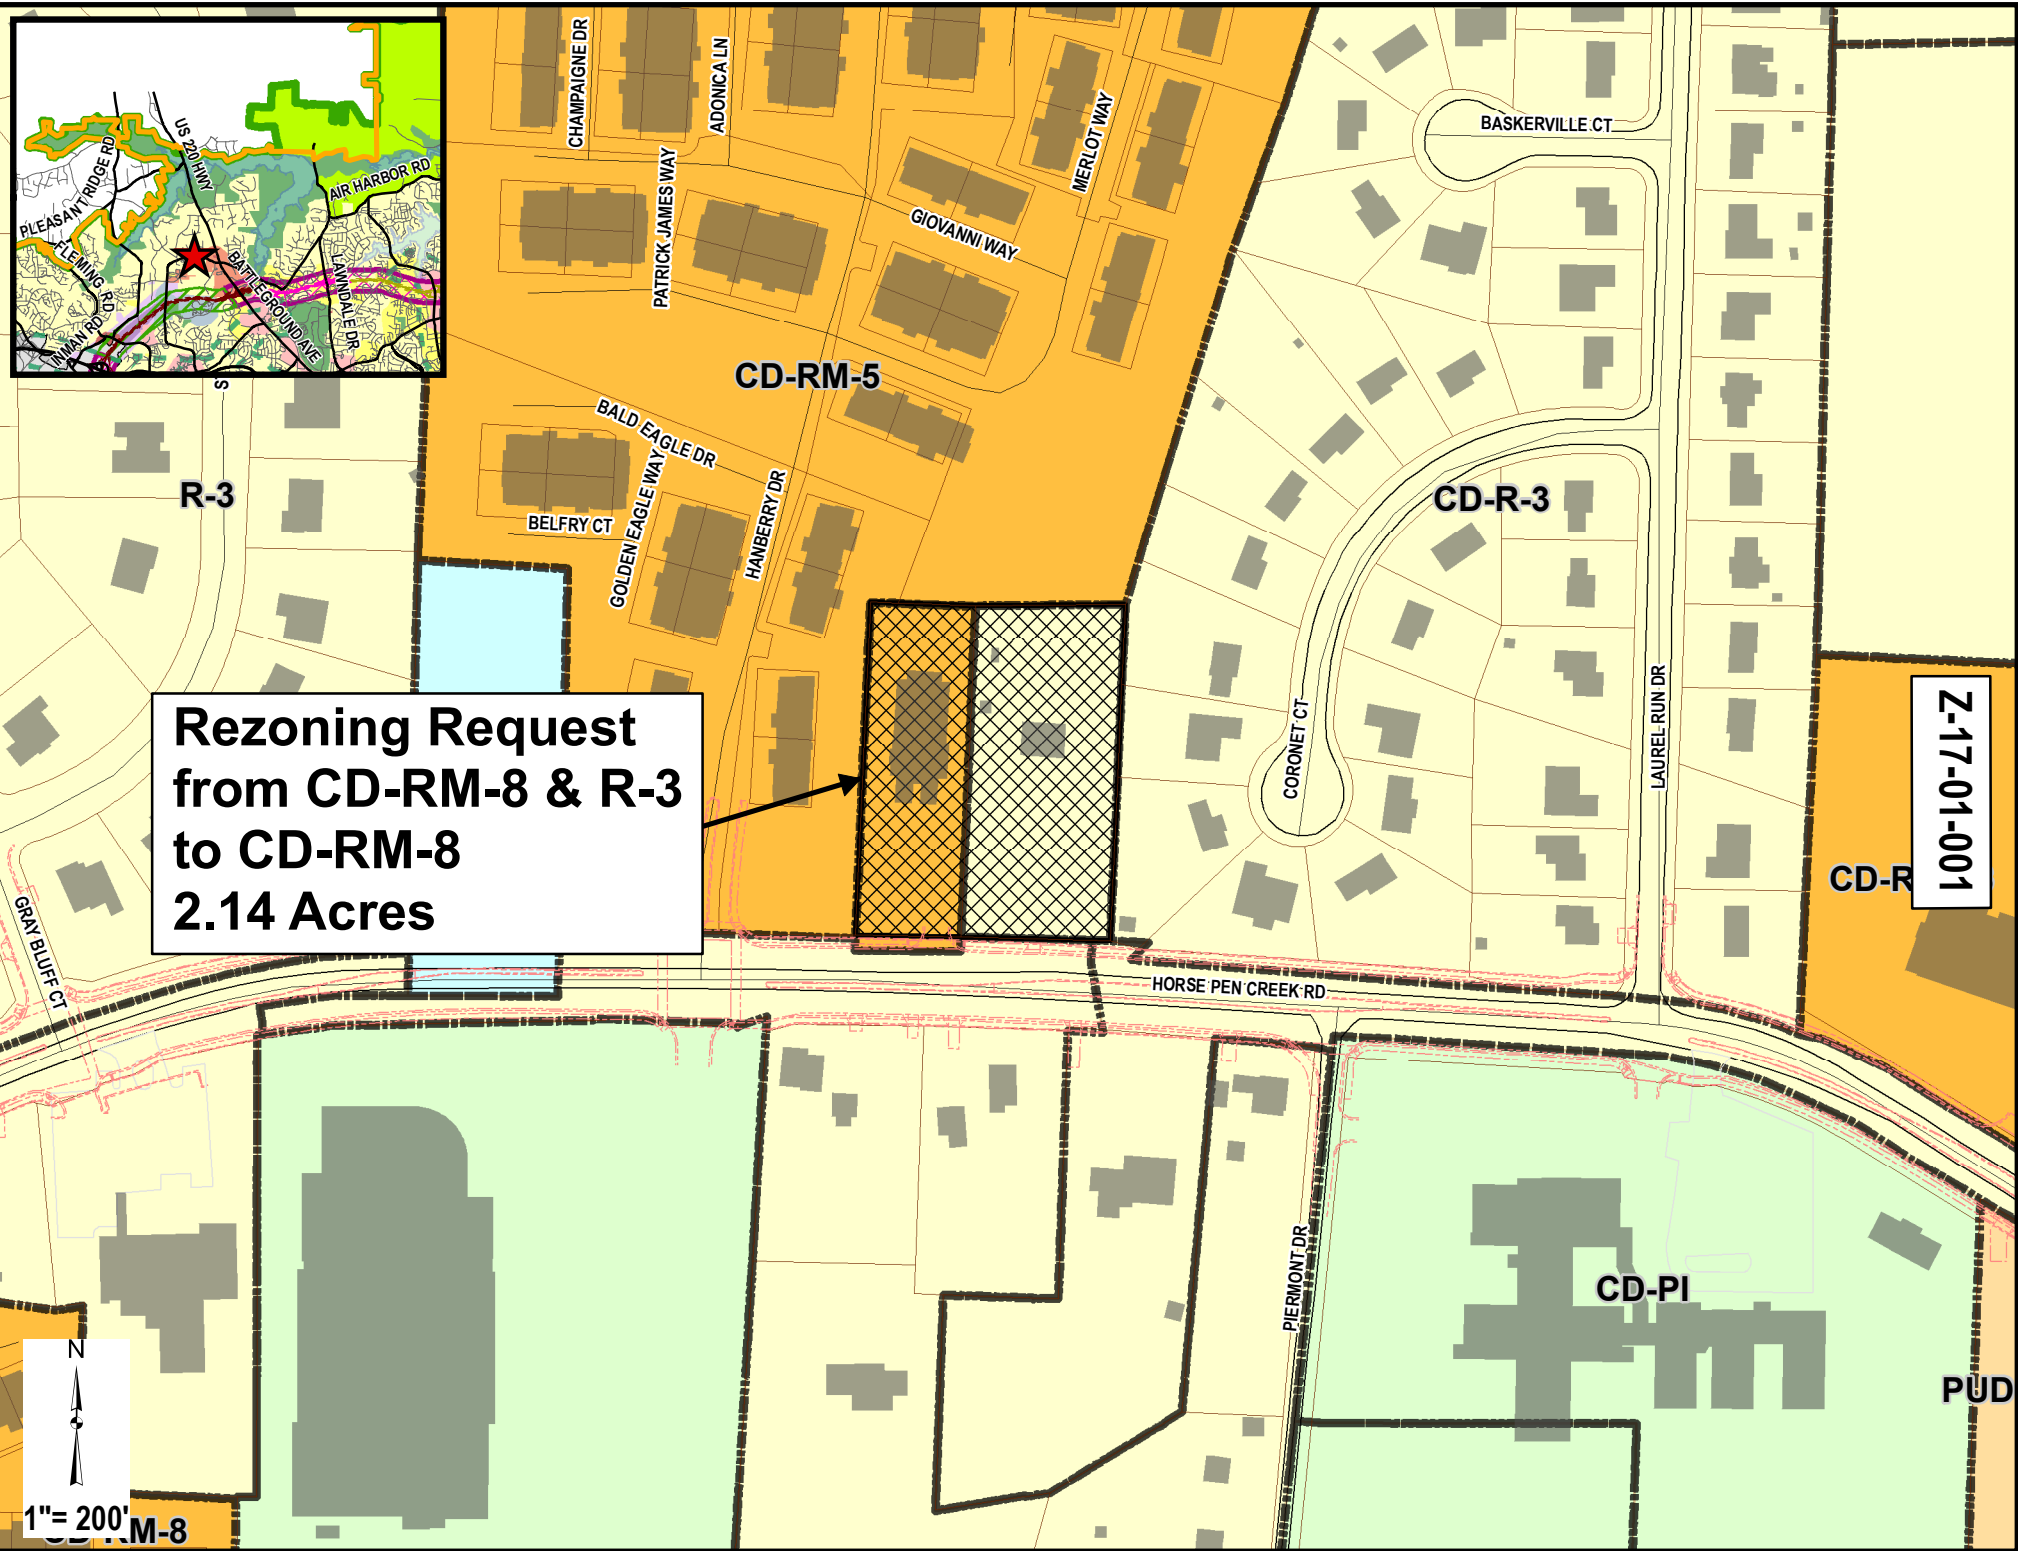 CHAMPAIGNE DR
ADONICA LN
MERLOT WAY
BASKERVILLE CT
US 220 HWY
PLEASANT RIDGE RD
AIR HARBOR RD
FLEMING RD
BATTLEGROUND AVE
LAWNDALE DR
INMAN RD
PATRICK JAMES WAY
GIOVANNI WAY
CD-RM-5
S
BALD EAGLE DR
R-3
CD-R-3
GOLDEN EAGLE WAY
HANBERRY DR
BELFRY CT
Rezoning Request
from CD-RM-8 & R-3
to CD-RM-8
2.14 Acres
CORONET CT
LAUREL RUN DR
Z-17-01-001
CD-R
GRAY BLUFF CT
HORSE PEN CREEK RD
PIERMONT DR
CD-PI
PUD
N
1"= 200'
CD-RM-8